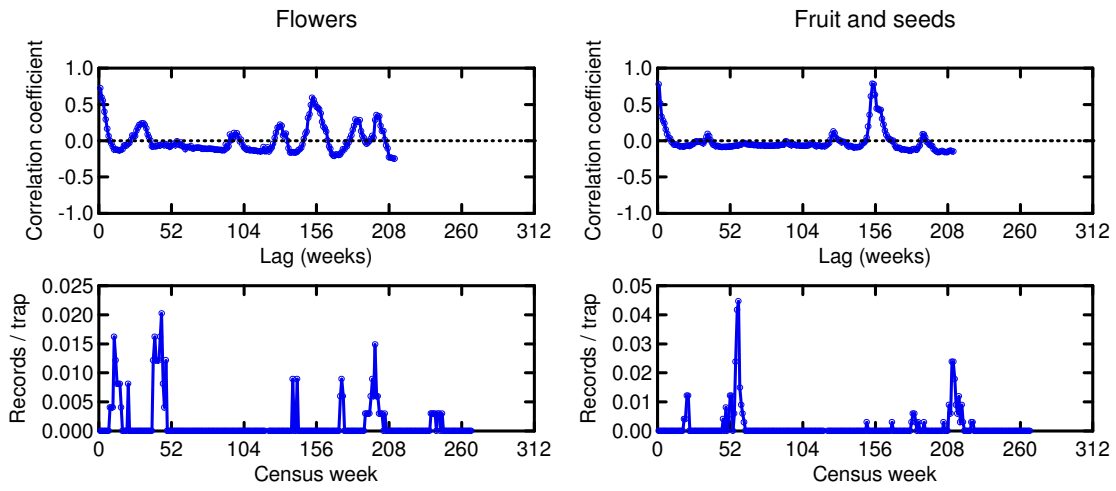 Flowers
Fruit and seeds
Correlation coefficient
1.0
0.5
0.0
-0.5
-1.0
0 52 104 156 208 260 312
Lag (weeks)
Correlation coefficient
1.0
0.5
0.0
-0.5
-1.0
0 52 104 156 208 260 312
Lag (weeks)
Records / trap
0.025
0.020
0.015
0.010
0.005
0.000
0 52 104 156 208 260 312
Census week
Records / trap
0.05
0.04
0.03
0.02
0.01
0.00
0 52 104 156 208 260 312
Census week